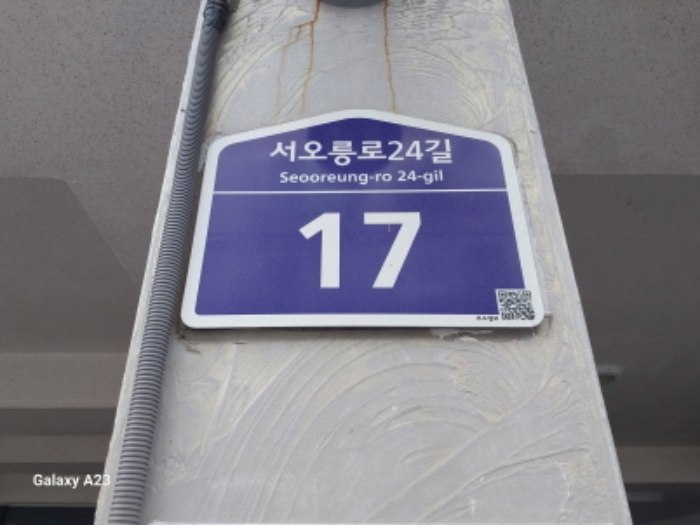 서오릉로24길
Seooreung-ro 24-gil
17
Galaxy A23